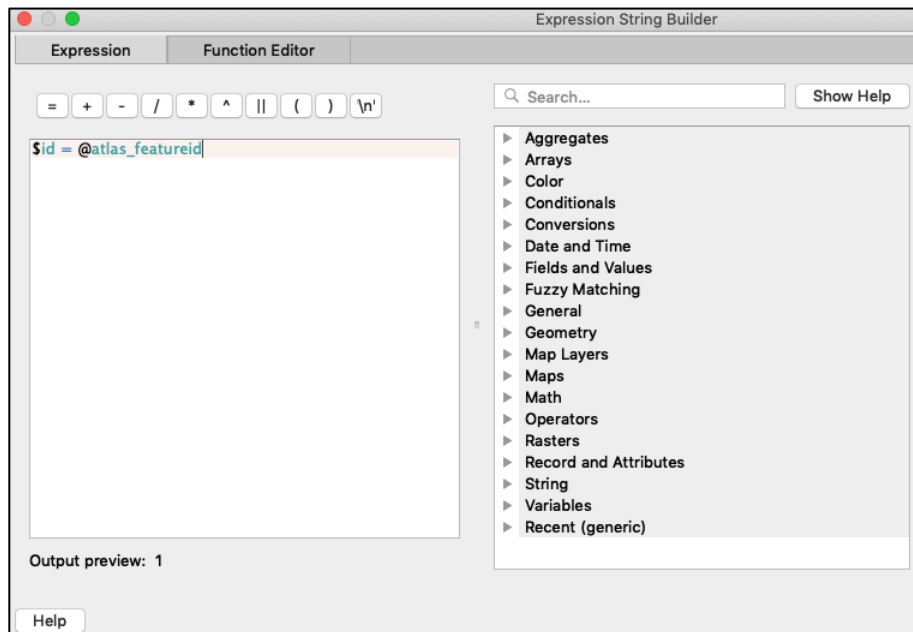 Expression String Builder
Expression
Function Editor
= + - / * ^ || ( ) \n'
Search...
Show Help
$id = @atlas_featureid
Aggregates
Arrays
Color
Conditionals
Conversions
Date and Time
Fields and Values
Fuzzy Matching
General
Geometry
Map Layers
Maps
Math
Operators
Rasters
Record and Attributes
String
Variables
Recent (generic)
Output preview: 1
Help